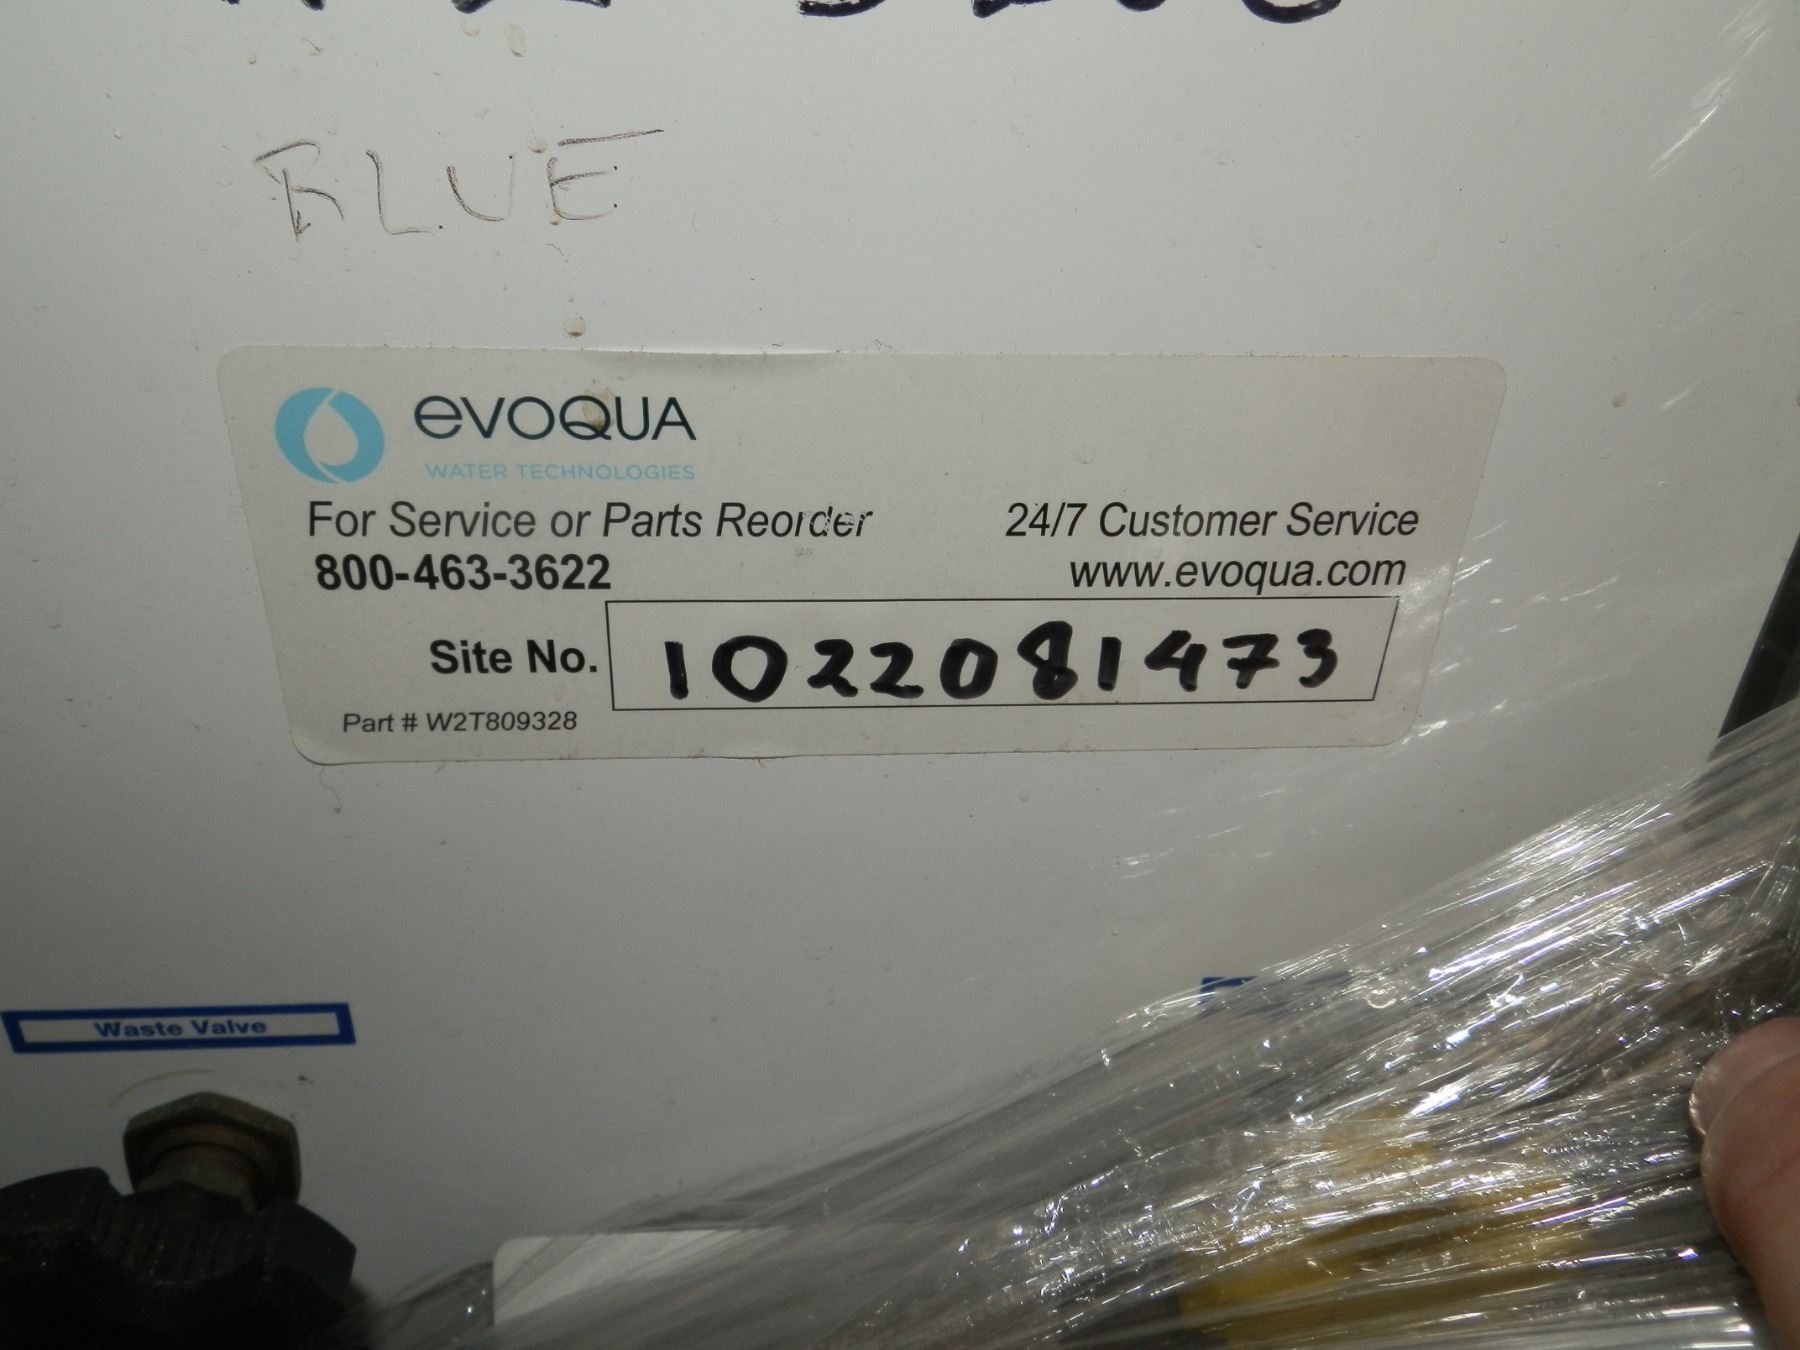 BLUE
evoQUA
WATER TECHNOLOGIES
For Service or Parts Reorder
24/7 Customer Service
800-463-3622
www.evoqua.com
Site No.
1022081473
Part # W2T809328
Waste Valve